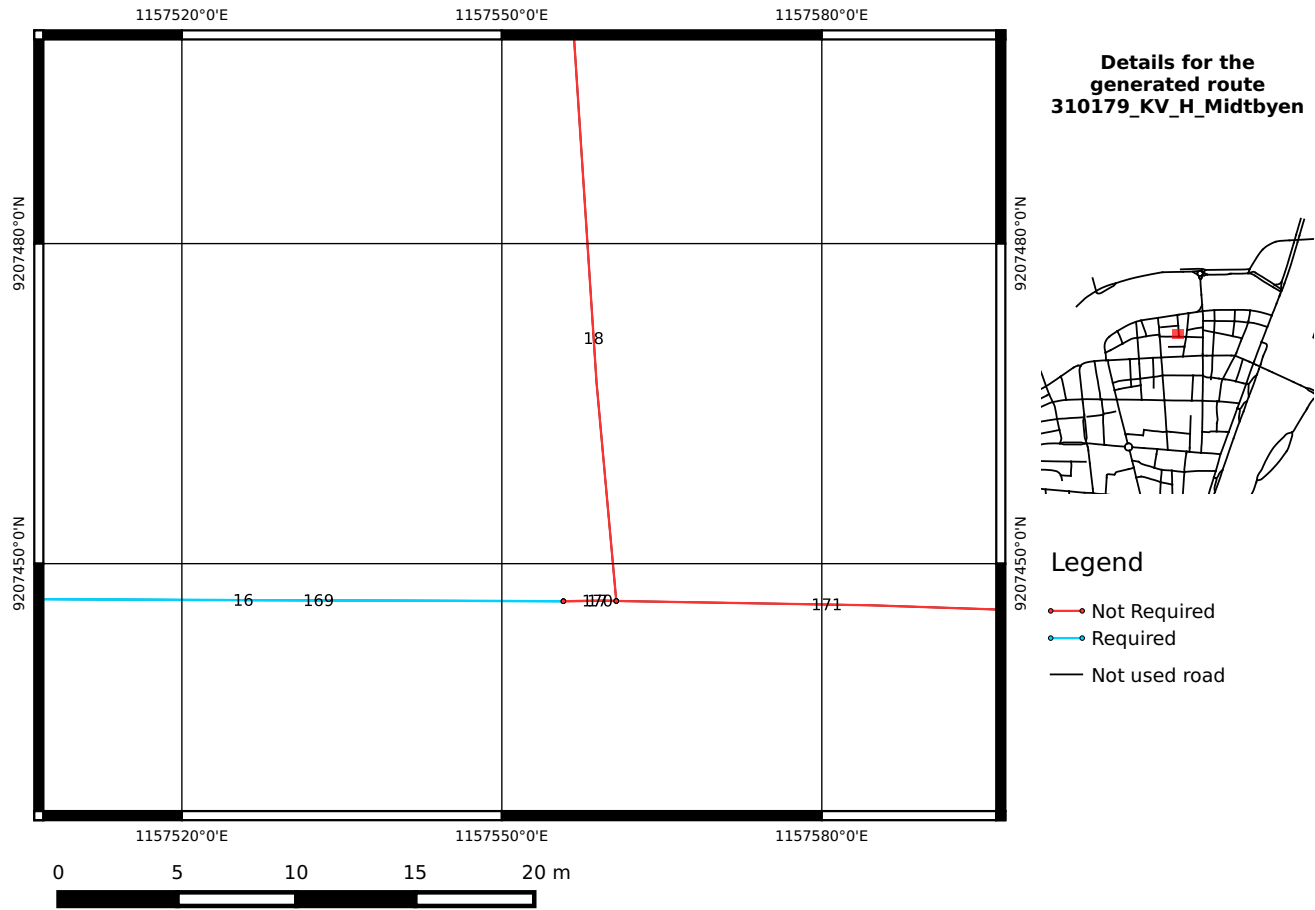 1157520°0'E 1157550°0'E 1157580°0'E
Details for the
generated route
310179_KV_H_Midtbyen
9207480°0'N
9207480°0'N
18
9207450°0'N
9207450°0'N
16 169 17 170 171
Legend
Not Required
Required
Not used road
1157520°0'E 1157550°0'E 1157580°0'E
0 5 10 15 20 m